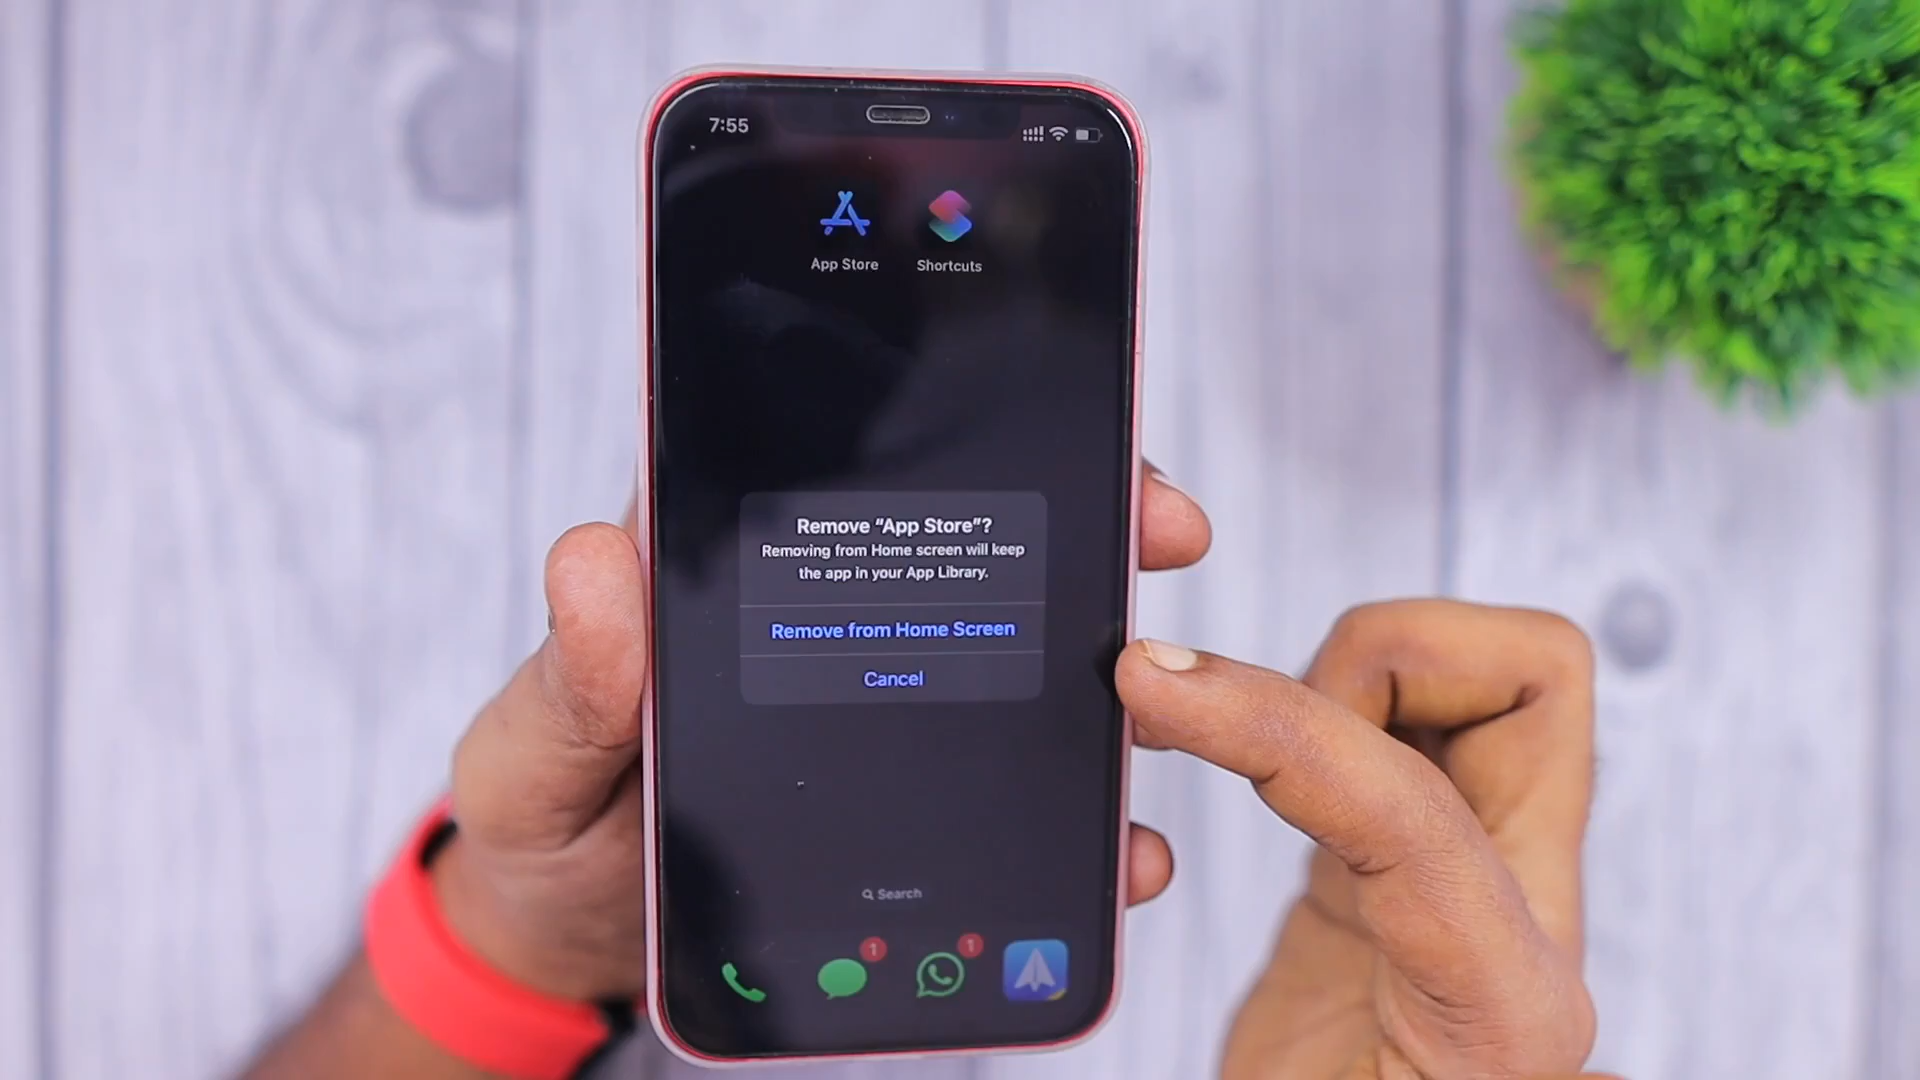 7:55
App Store
Shortcuts
Remove “App Store”?
Removing from Home screen will keep
the app in your App Library.
Remove from Home Screen
Cancel
Search
1
1